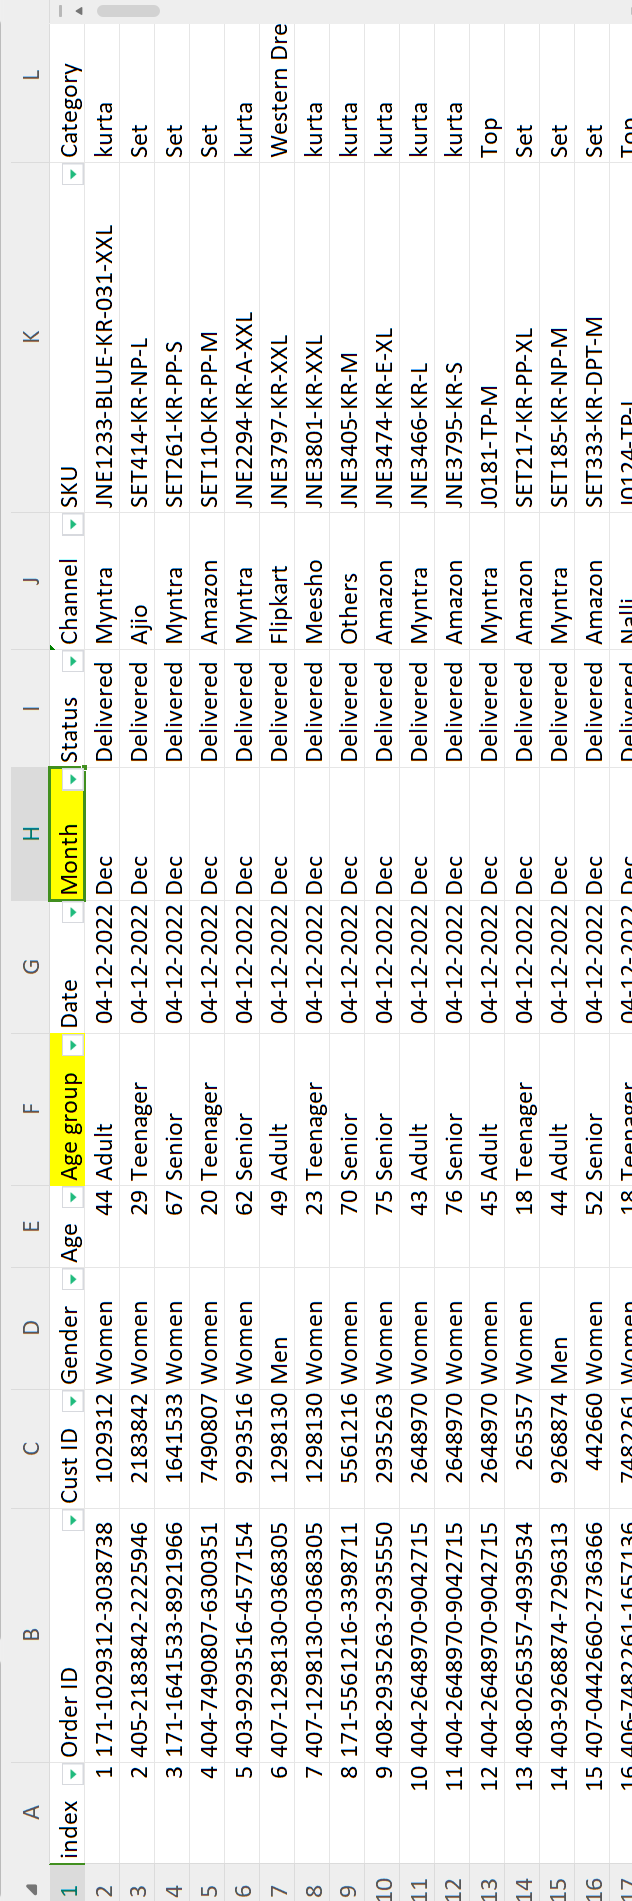 A B C D E F G H I J K L
1 index Order ID Cust ID Gender Age Age group Date Month Status Channel SKU Category
2 1 171-1029312-3038738 1029312 Women 44 Adult 04-12-2022 Dec Delivered Myntra JNE1233-BLUE-KR-031-XXL kurta
3 2 405-2183842-2225946 2183842 Women 29 Teenager 04-12-2022 Dec Delivered Ajio SET414-KR-NP-L Set
4 3 171-1641533-8921966 1641533 Women 67 Senior 04-12-2022 Dec Delivered Myntra SET261-KR-PP-S Set
5 4 404-7490807-6300351 7490807 Women 20 Teenager 04-12-2022 Dec Delivered Amazon SET110-KR-PP-M Set
6 5 403-9293516-4577154 9293516 Women 62 Senior 04-12-2022 Dec Delivered Myntra JNE2294-KR-A-XXL kurta
7 6 407-1298130-0368305 1298130 Men 49 Adult 04-12-2022 Dec Delivered Flipkart JNE3797-KR-XXL Western Dre
8 7 407-1298130-0368305 1298130 Women 23 Teenager 04-12-2022 Dec Delivered Meesho JNE3801-KR-XXL kurta
9 8 171-5561216-3398711 5561216 Women 70 Senior 04-12-2022 Dec Delivered Others JNE3405-KR-M kurta
10 9 408-2935263-2935550 2935263 Women 75 Senior 04-12-2022 Dec Delivered Amazon JNE3474-KR-E-XL kurta
11 10 404-2648970-9042715 2648970 Women 43 Adult 04-12-2022 Dec Delivered Myntra JNE3466-KR-L kurta
12 11 404-2648970-9042715 2648970 Women 76 Senior 04-12-2022 Dec Delivered Amazon JNE3795-KR-S kurta
13 12 404-2648970-9042715 2648970 Women 45 Adult 04-12-2022 Dec Delivered Myntra J0181-TP-M Top
14 13 408-0265357-4939534 265357 Women 18 Teenager 04-12-2022 Dec Delivered Amazon SET217-KR-PP-XL Set
15 14 403-9268874-7296313 9268874 Men 44 Adult 04-12-2022 Dec Delivered Myntra SET185-KR-NP-M Set
16 15 407-0442660-2736366 442660 Women 52 Senior 04-12-2022 Dec Delivered Amazon SET333-KR-DPT-M Set
17 16 406-7482261-1657136 7482261 Women 18 Teenager 04-12-2022 Dec Delivered Nalli J0124-TP-L Top